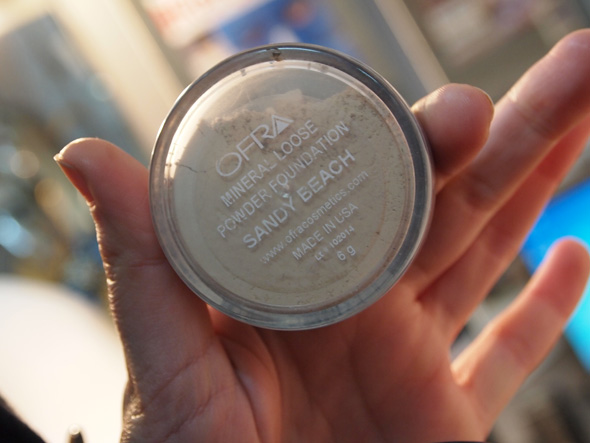 OFRA
MINERAL LOOSE
POWDER FOUNDATION
SANDY BEACH
www.ofracosmetics.com
MADE IN USA
6 g